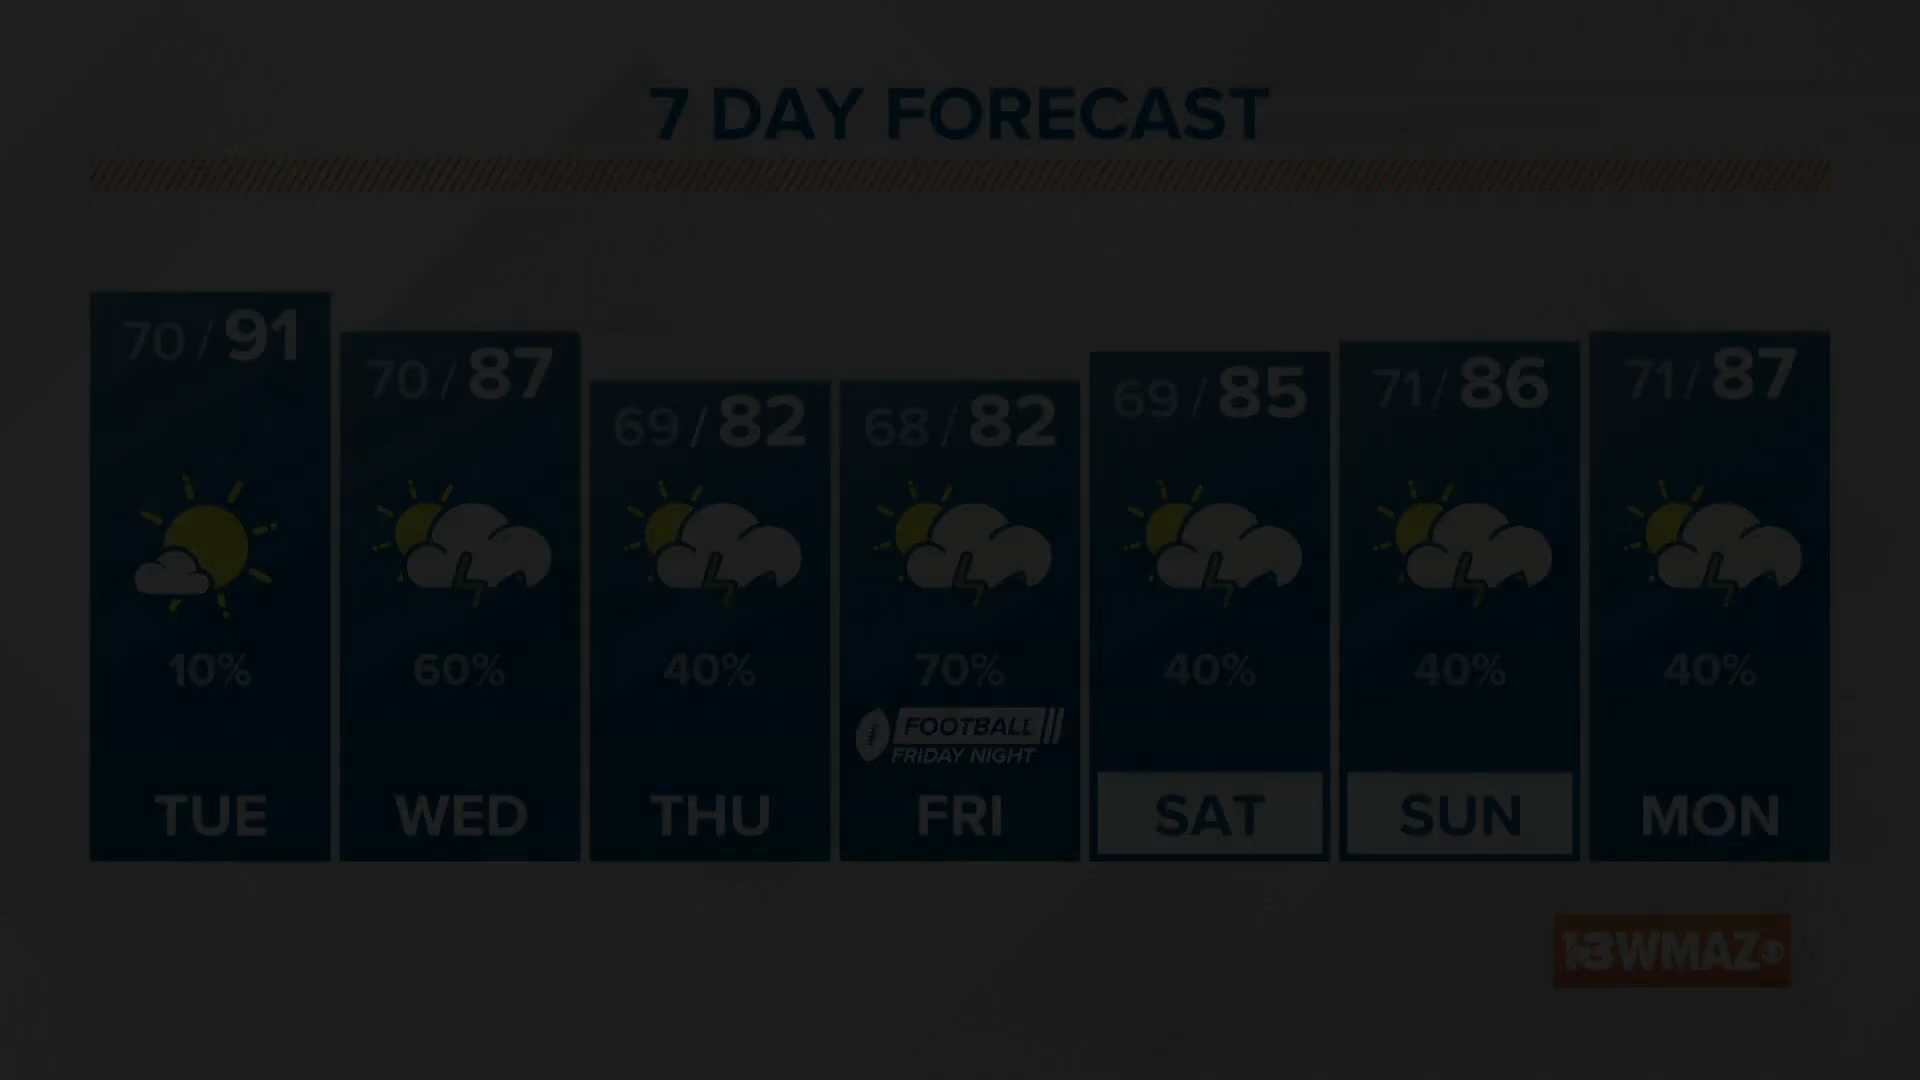 7 DAY FORECAST
70 / 91
70 / 87
69 / 82
68 / 82
69 / 85
71 / 86
71 / 87
10%
60%
40%
70%
40%
40%
40%
FOOTBALL
FRIDAY NIGHT
TUE
WED
THU
FRI
SAT
SUN
MON
13WMAZ